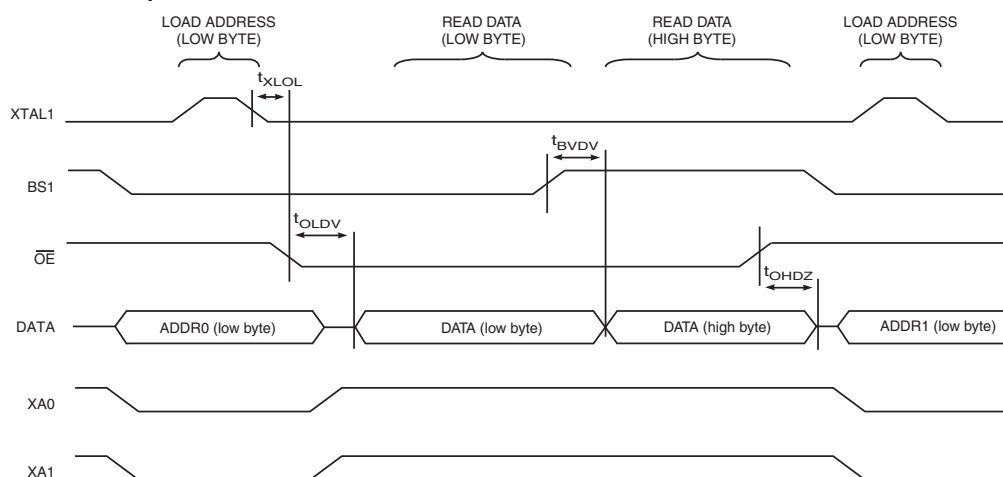 LOAD ADDRESS
(LOW BYTE)
READ DATA
(LOW BYTE)
READ DATA
(HIGH BYTE)
LOAD ADDRESS
(LOW BYTE)
tXLOL
XTAL1
tBVDV
BS1
tOLDV
OE
tOHDZ
DATA
ADDR0 (low byte)
DATA (low byte)
DATA (high byte)
ADDR1 (low byte)
XA0
XA1